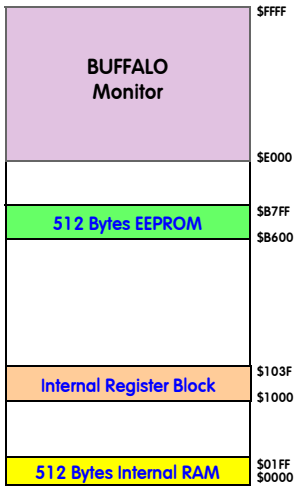 $FFFF
BUFFALO
Monitor
$E000
$B7FF
512 Bytes EEPROM
$B600
$103F
Internal Register Block
$1000
$01FF
512 Bytes Internal RAM
$0000